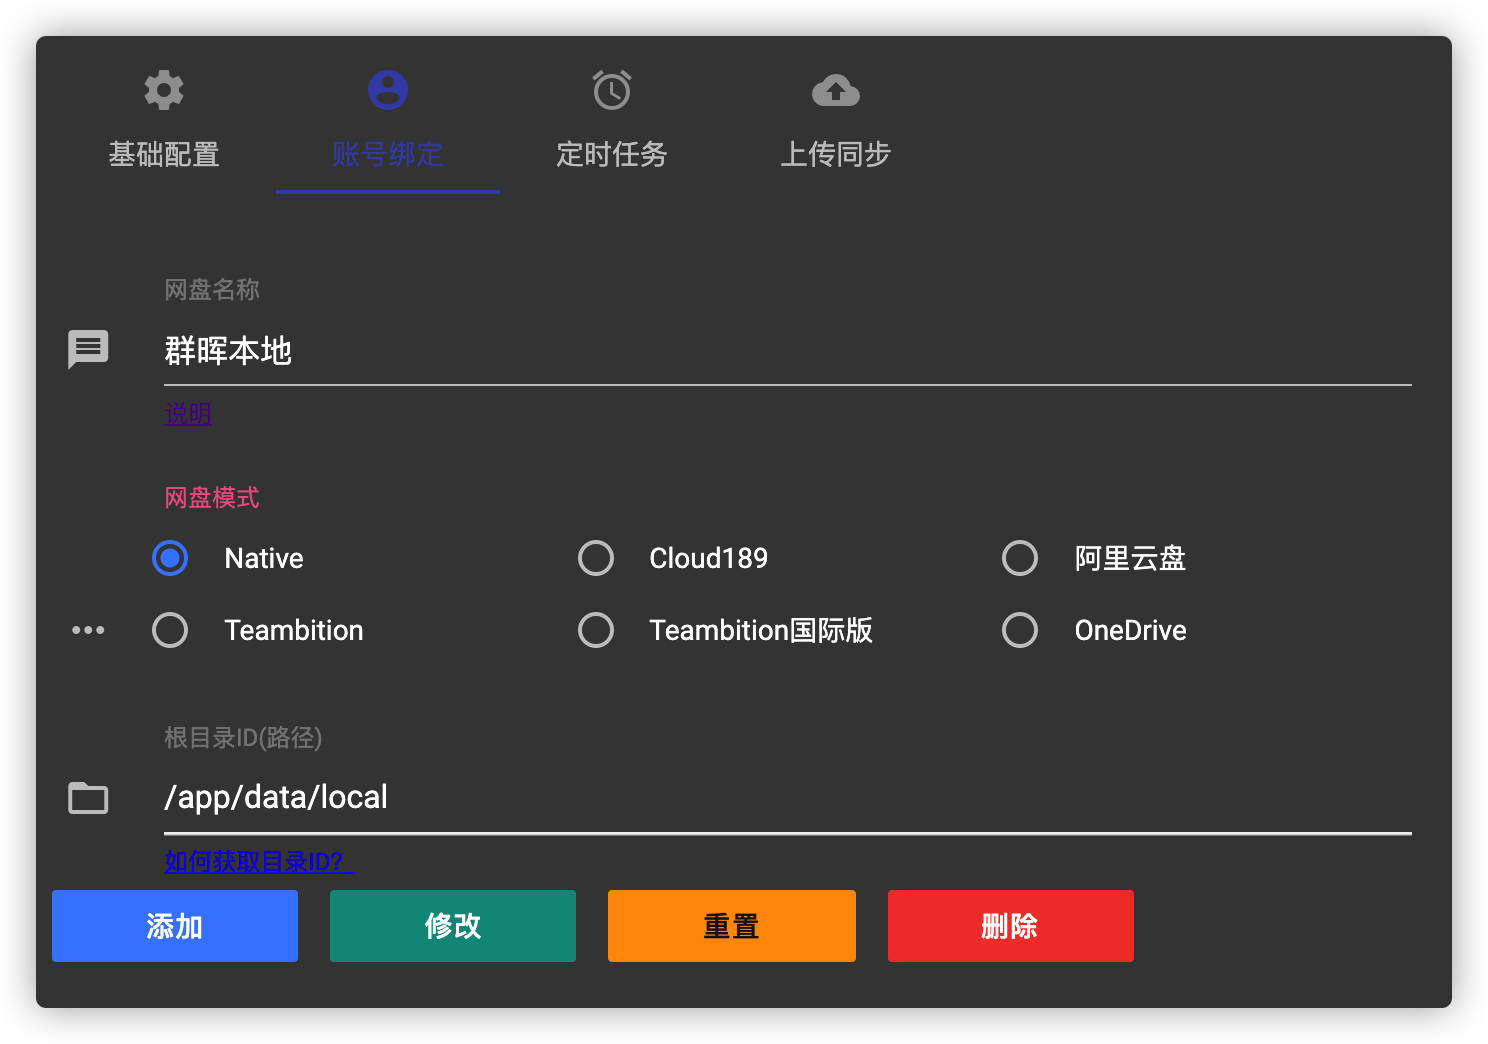 基础配置 账号绑定 定时任务 上传同步
网盘名称
群晖本地
说明
网盘模式
Native Cloud189 阿里云盘
Teambition Teambition国际版 OneDrive
根目录ID(路径)
/app/data/local
如何获取目录ID?
添加 修改 重置 删除